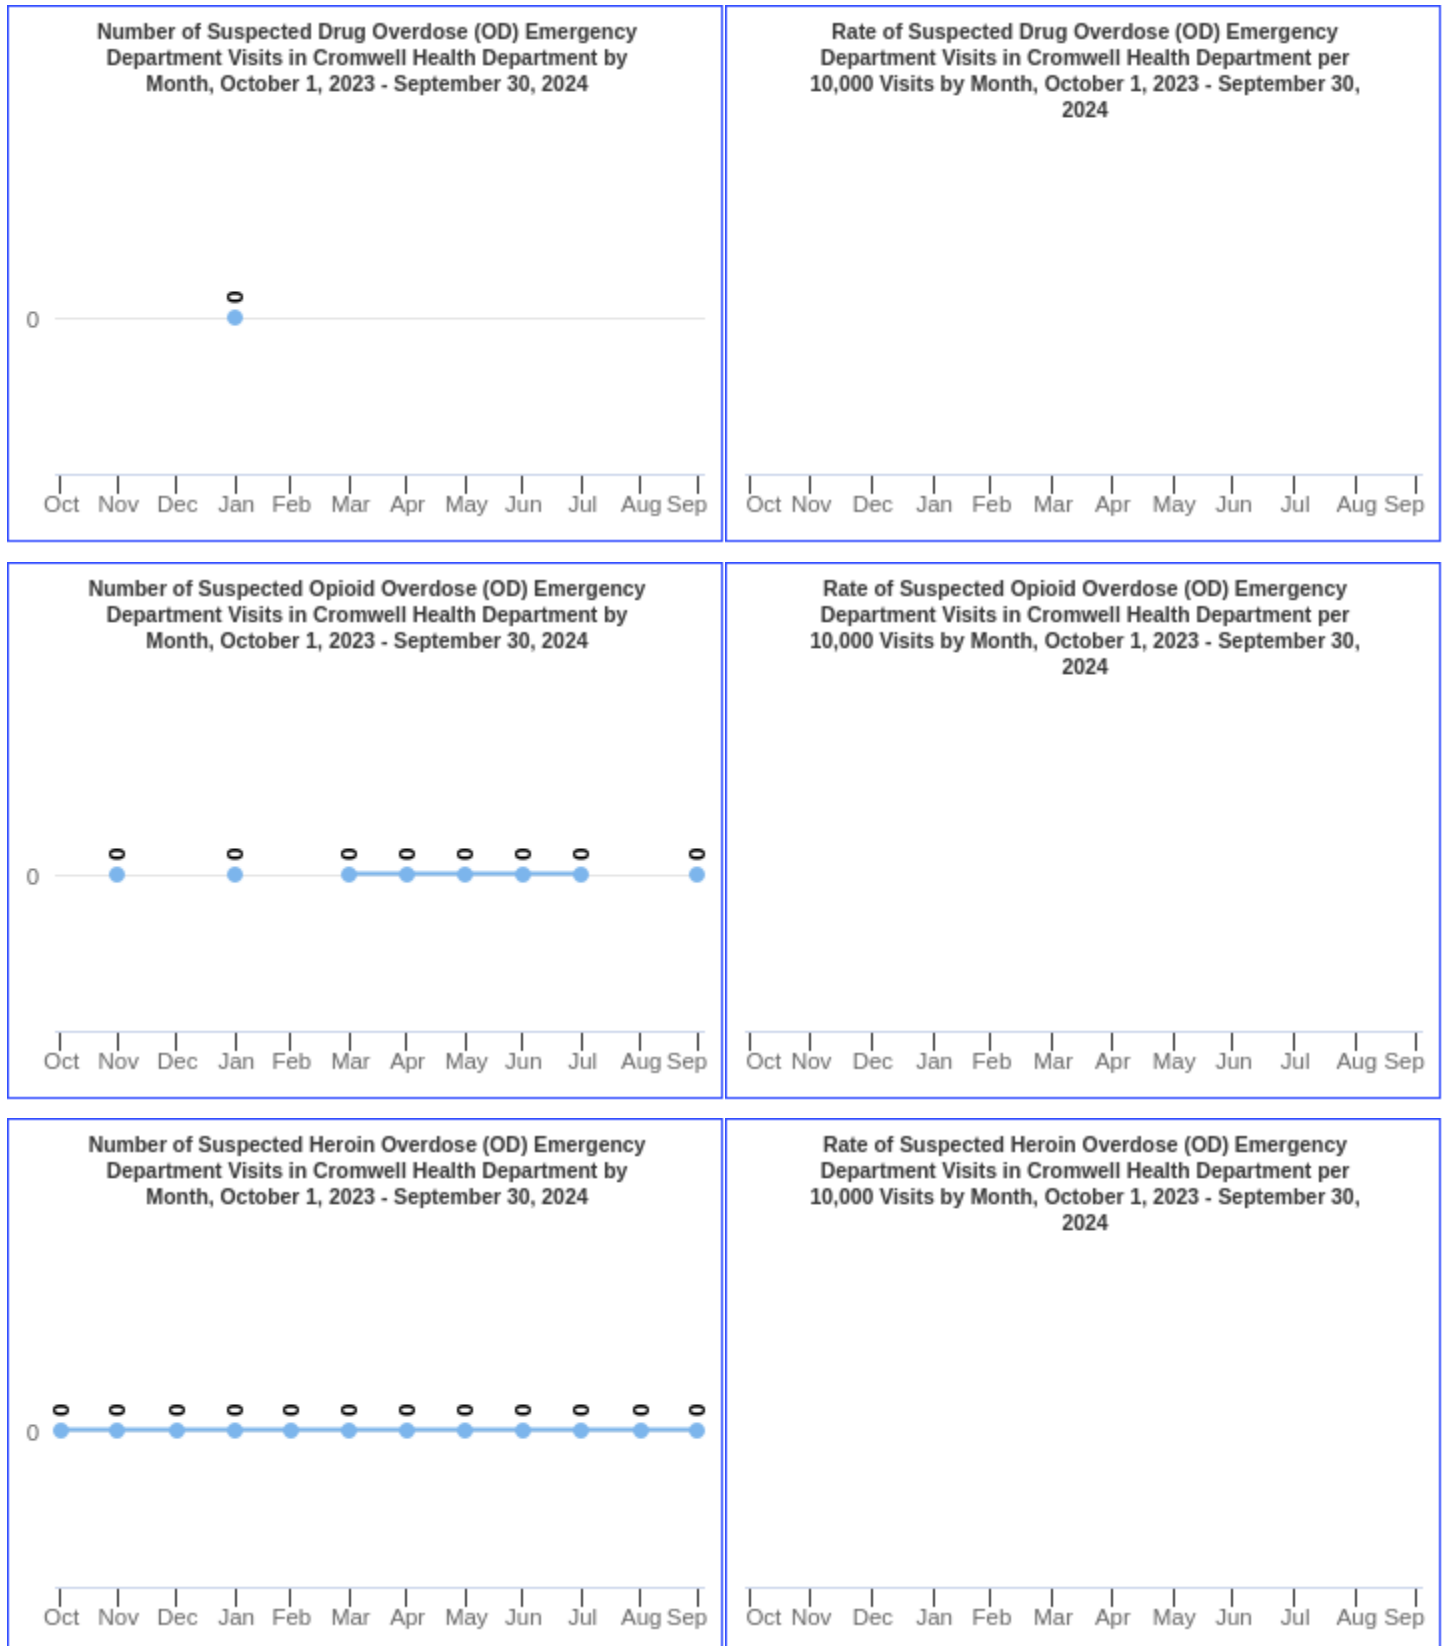 Number of Suspected Drug Overdose (OD) Emergency
Department Visits in Cromwell Health Department by
Month, October 1, 2023 - September 30, 2024
0
0
Oct Nov Dec Jan Feb Mar Apr May Jun Jul Aug Sep
Rate of Suspected Drug Overdose (OD) Emergency
Department Visits in Cromwell Health Department per
10,000 Visits by Month, October 1, 2023 - September 30,
2024
Oct Nov Dec Jan Feb Mar Apr May Jun Jul Aug Sep
Number of Suspected Opioid Overdose (OD) Emergency
Department Visits in Cromwell Health Department by
Month, October 1, 2023 - September 30, 2024
0 0 0 0 0 0 0 0
0
Oct Nov Dec Jan Feb Mar Apr May Jun Jul Aug Sep
Rate of Suspected Opioid Overdose (OD) Emergency
Department Visits in Cromwell Health Department per
10,000 Visits by Month, October 1, 2023 - September 30,
2024
Oct Nov Dec Jan Feb Mar Apr May Jun Jul Aug Sep
Number of Suspected Heroin Overdose (OD) Emergency
Department Visits in Cromwell Health Department by
Month, October 1, 2023 - September 30, 2024
0 0 0 0 0 0 0 0 0 0 0 0
0
Oct Nov Dec Jan Feb Mar Apr May Jun Jul Aug Sep
Rate of Suspected Heroin Overdose (OD) Emergency
Department Visits in Cromwell Health Department per
10,000 Visits by Month, October 1, 2023 - September 30,
2024
Oct Nov Dec Jan Feb Mar Apr May Jun Jul Aug Sep